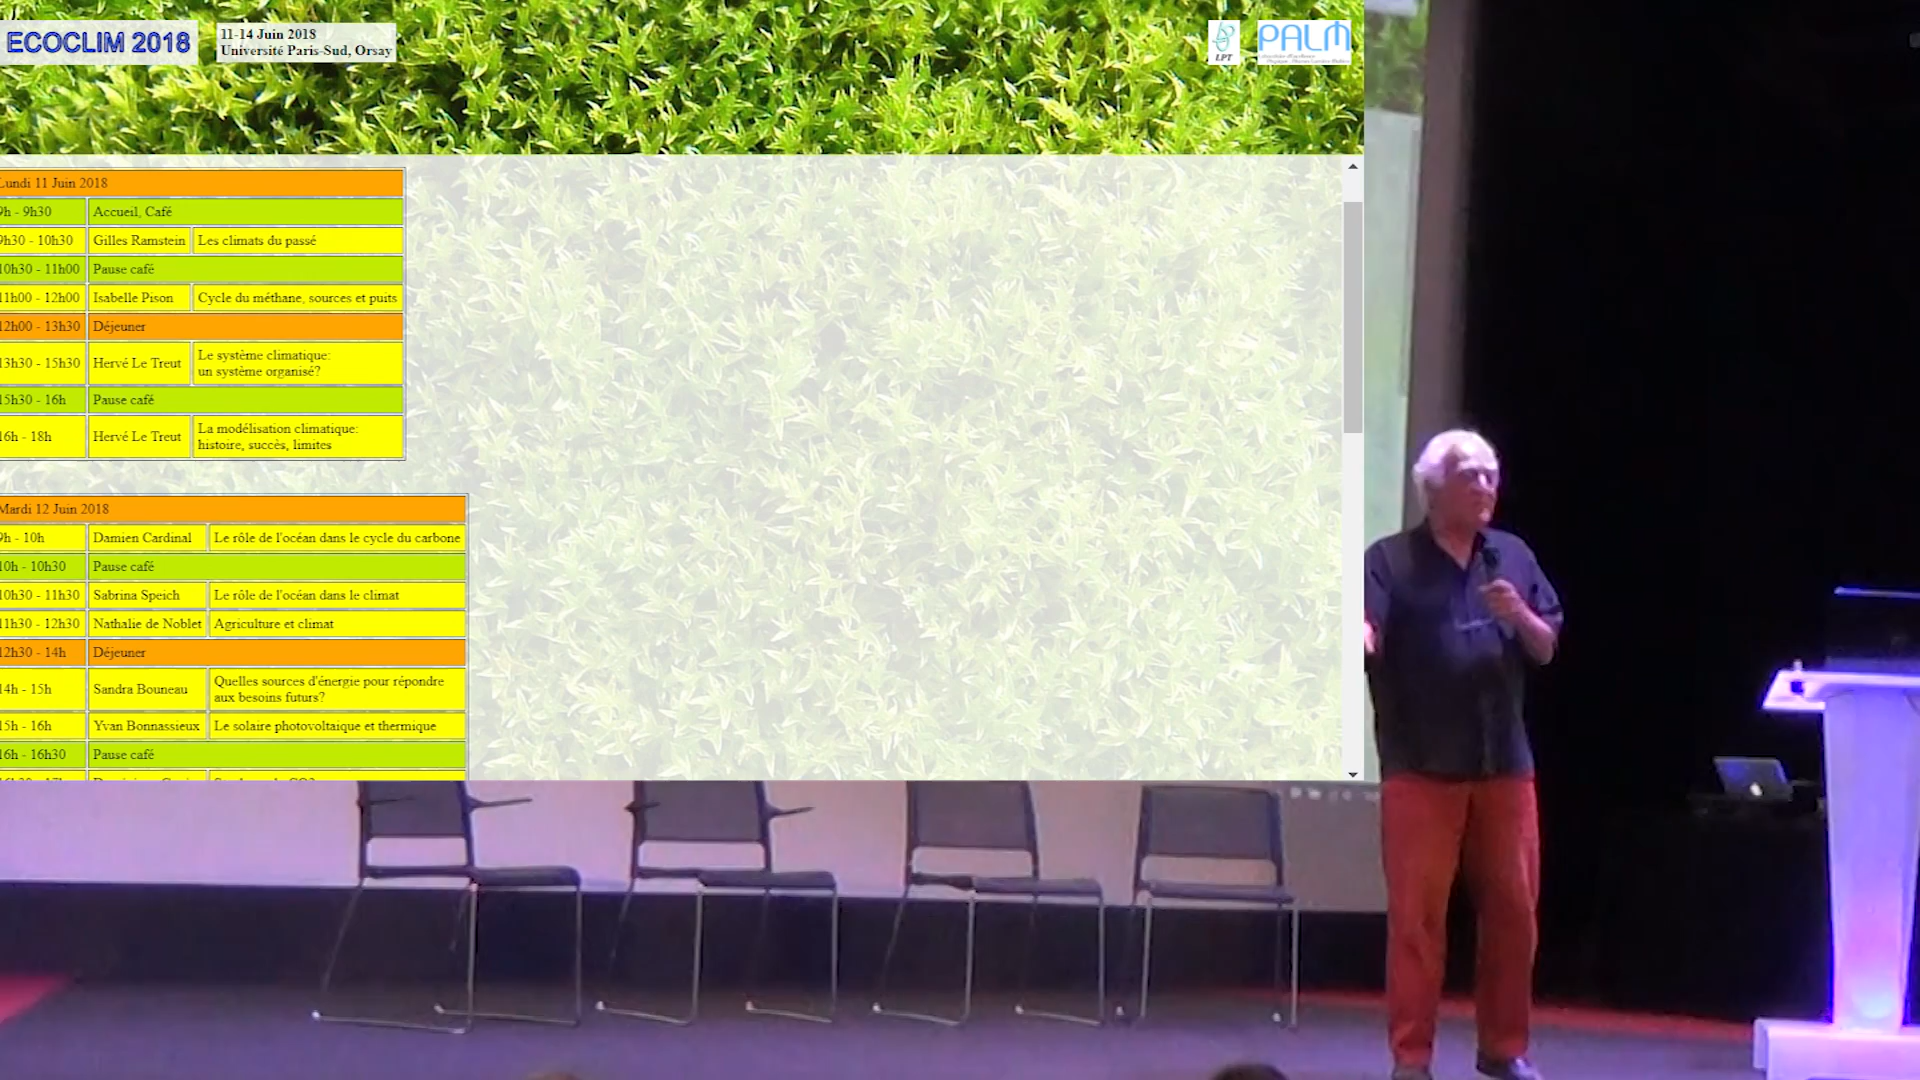 ECOCLIM 2018
11-14 Juin 2018
Université Paris-Sud, Orsay
LPT
PALM
Lundi 11 Juin 2018
9h - 9h30 Accueil, Café
9h30 - 10h30 Gilles Ramstein Les climats du passé
10h30 - 11h00 Pause café
11h00 - 12h00 Isabelle Pison Cycle du méthane, sources et puits
12h00 - 13h30 Déjeuner
13h30 - 15h30 Hervé Le Treut Le système climatique:
un système organisé?
15h30 - 16h Pause café
16h - 18h Hervé Le Treut La modélisation climatique:
histoire, succès, limites
Mardi 12 Juin 2018
9h - 10h Damien Cardinal Le rôle de l'océan dans le cycle du carbone
10h - 10h30 Pause café
10h30 - 11h30 Sabrina Speich Le rôle de l'océan dans le climat
11h30 - 12h30 Nathalie de Noblet Agriculture et climat
12h30 - 14h Déjeuner
14h - 15h Sandra Bouneau Quelles sources d'énergie pour répondre
aux besoins futurs?
15h - 16h Yvan Bonnassieux Le solaire photovoltaique et thermique
16h - 16h30 Pause café